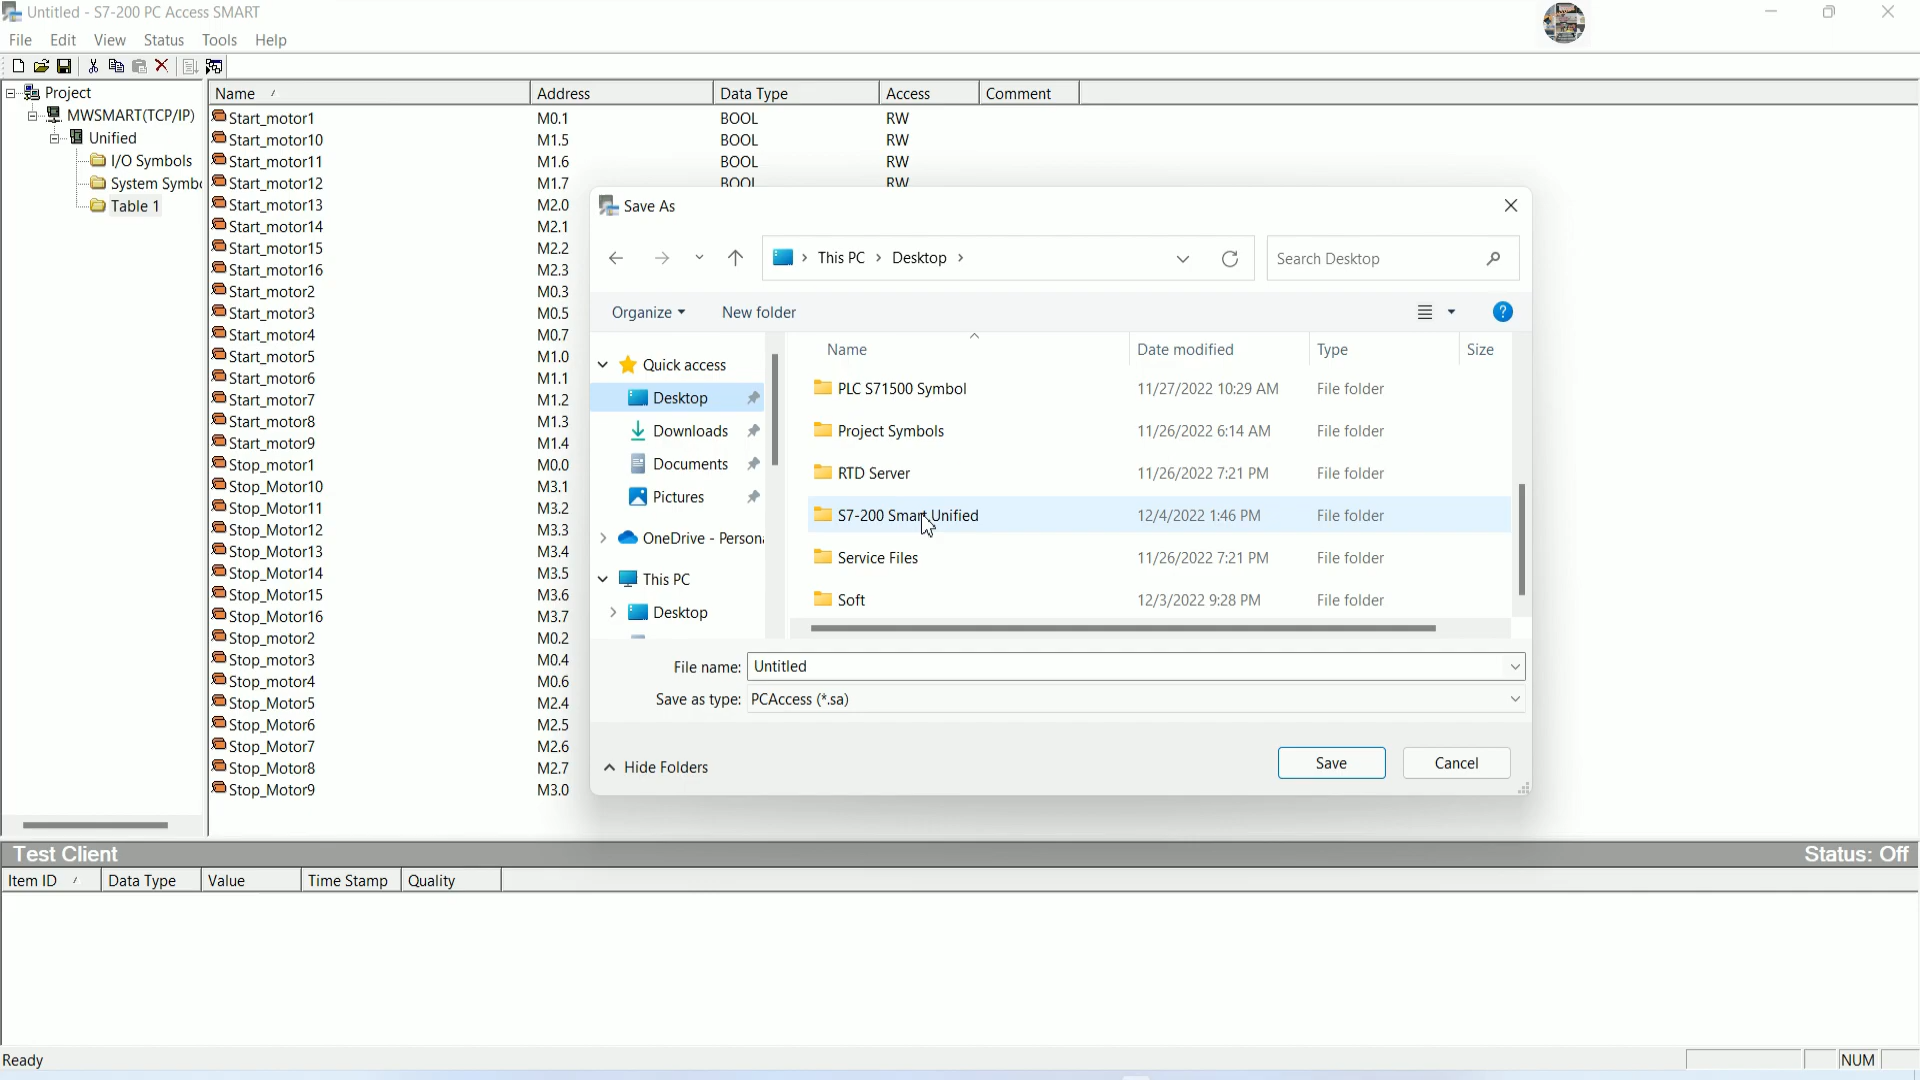 Untitled - S7-200 PC Access SMART
File Edit View Status Tools Help
Project
MWSMART(TCP/IP)
Unified
I/O Symbols
System Symb
Table 1
Name Address Data Type Access Comment
Start_motor1 M0.1 BOOL RW
Start_motor10 M1.5 BOOL RW
Start_motor11 M1.6 BOOL RW
Start_motor12 M1.7 BOOL RW
Start_motor13 M2.0
Start_motor14 M2.1
Start_motor15 M2.2
Start_motor16 M2.3
Start_motor2 M0.3
Start_motor3 M0.5
Start_motor4 M0.7
Start_motor5 M1.0
Start_motor6 M1.1
Start_motor7 M1.2
Start_motor8 M1.3
Start_motor9 M1.4
Stop_motor1 M0.0
Stop_Motor10 M3.1
Stop_Motor11 M3.2
Stop_Motor12 M3.3
Stop_Motor13 M3.4
Stop_Motor14 M3.5
Stop_Motor15 M3.6
Stop_Motor16 M3.7
Stop_motor2 M0.2
Stop_motor3 M0.4
Stop_motor4 M0.6
Stop_Motor5 M2.4
Stop_Motor6 M2.5
Stop_Motor7 M2.6
Stop_Motor8 M2.7
Stop_Motor9 M3.0
Save As
This PC > Desktop >
Search Desktop
Organize New folder
?
Quick access
Desktop
Downloads
Documents
Pictures
OneDrive - Person
This PC
Desktop
Name Date modified Type Size
PLC S71500 Symbol 11/27/2022 10:29 AM File folder
Project Symbols 11/26/2022 6:14 AM File folder
RTD Server 11/26/2022 7:21 PM File folder
S7-200 Smart Unified 12/4/2022 1:46 PM File folder
Service Files 11/26/2022 7:21 PM File folder
Soft 12/3/2022 9:28 PM File folder
File name: Untitled
Save as type: PCAccess (*.sa)
Hide Folders
Save Cancel
Test Client Status: Off
Item ID Data Type Value Time Stamp Quality
Ready NUM